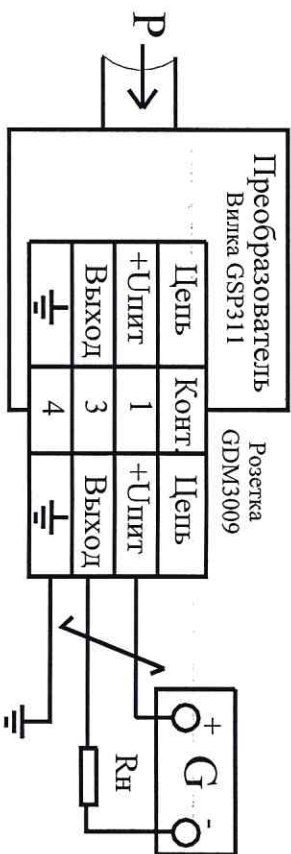 P
Преобразователь
Вилка GSP311
Розетка
GDM3009
Цепь Конт. Цепь
+Uпит 1 +Uпит
Выход 3 Выход
4
+ G -
Rн